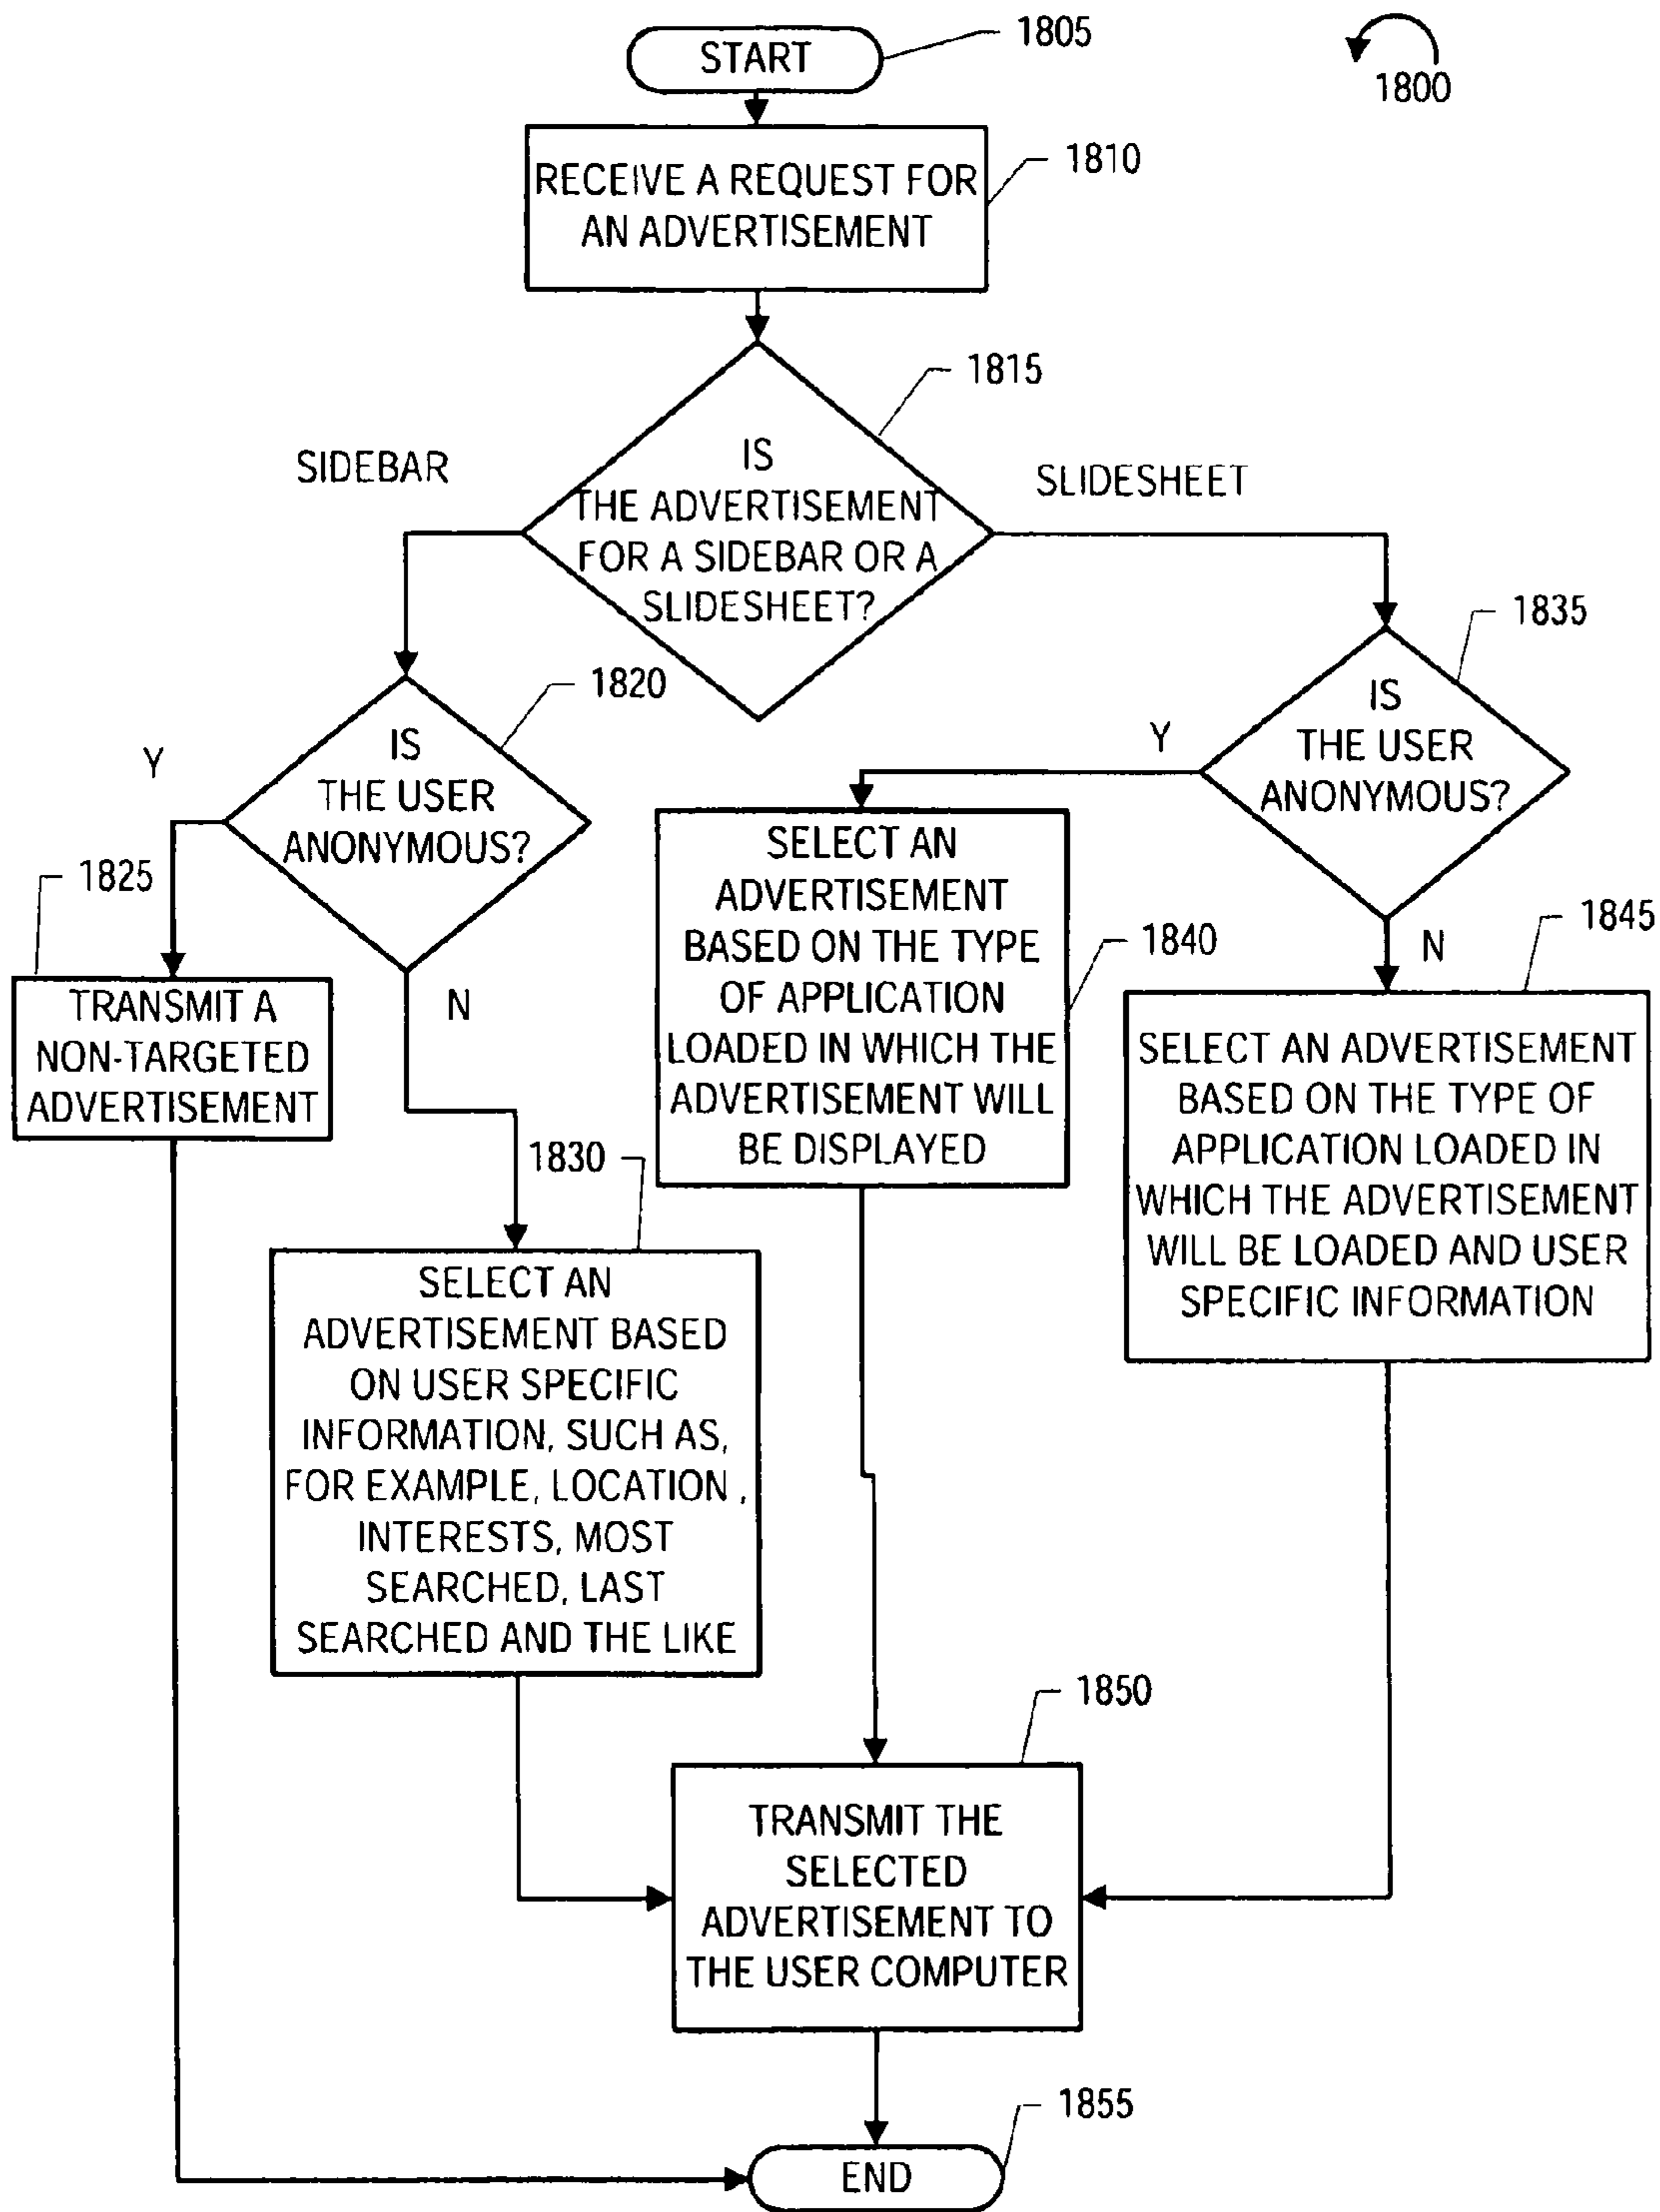 START
1805
1800
RECEIVE A REQUEST FOR
AN ADVERTISEMENT
1810
1815
IS
THE ADVERTISEMENT
FOR A SIDEBAR OR A
SLIDESHEET?
SIDEBAR
SLIDESHEET
1820
IS
THE USER
ANONYMOUS?
Y
N
1835
IS
THE USER
ANONYMOUS?
Y
N
1825
TRANSMIT A
NON-TARGETED
ADVERTISEMENT
1840
SELECT AN
ADVERTISEMENT
BASED ON THE TYPE
OF APPLICATION
LOADED IN WHICH THE
ADVERTISEMENT WILL
BE DISPLAYED
1845
SELECT AN ADVERTISEMENT
BASED ON THE TYPE OF
APPLICATION LOADED IN
WHICH THE ADVERTISEMENT
WILL BE LOADED AND USER
SPECIFIC INFORMATION
1830
SELECT AN
ADVERTISEMENT BASED
ON USER SPECIFIC
INFORMATION, SUCH AS,
FOR EXAMPLE, LOCATION ,
INTERESTS, MOST
SEARCHED, LAST
SEARCHED AND THE LIKE
1850
TRANSMIT THE
SELECTED
ADVERTISEMENT TO
THE USER COMPUTER
1855
END